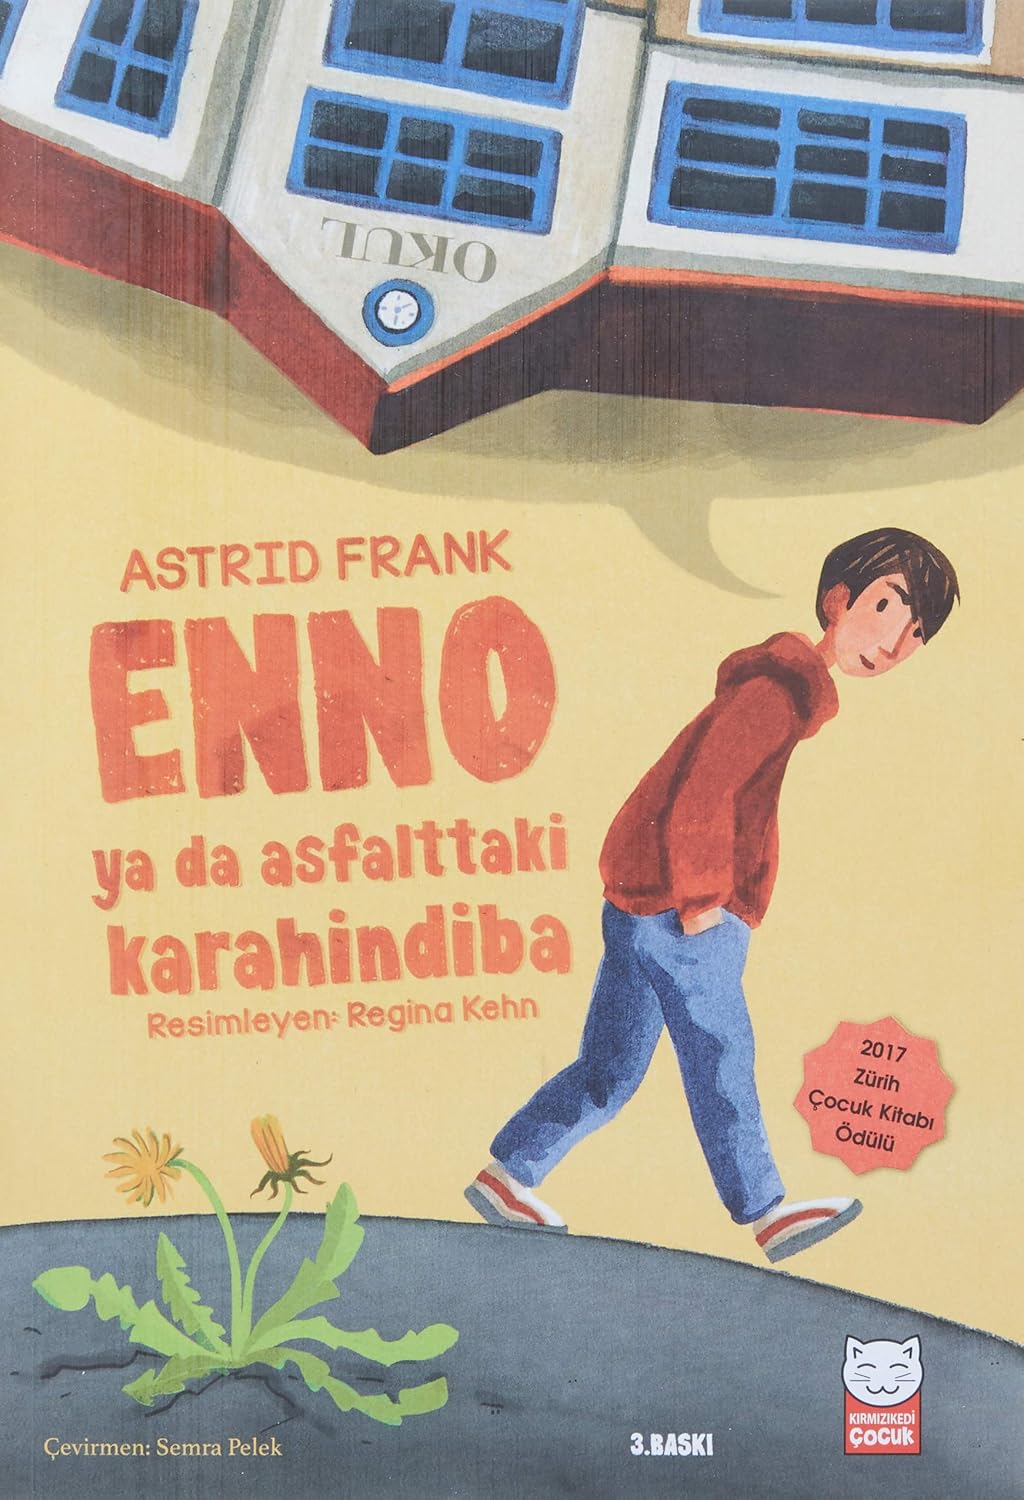 OKUL
ASTRID FRANK
ENNO
ya da asfalttaki
karahindiba
Resimleyen: Regina Kehn
2017
Zürih
Çocuk Kitabı
Ödülü
Çevirmen: Semra Pelek
3.BASKI
KIRMIZIKEDİ
çocuk